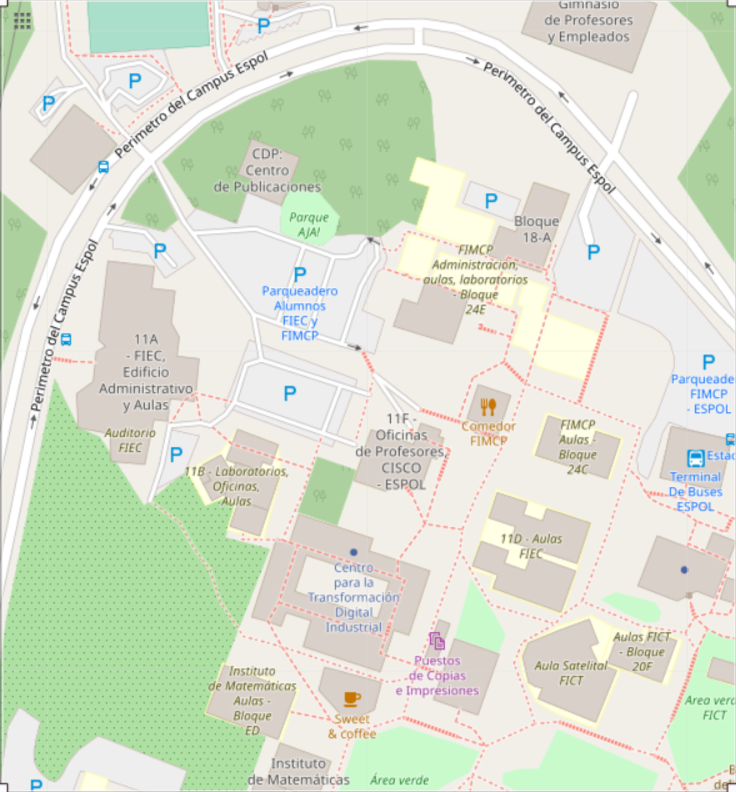 Gimnasio
de Profesores
y Empleados
P
P
P
Perimetro del Campus Espol
Perimetro del Campus Espol
CDP:
Centro
de Publicaciones
Parque
AJA!
P
Bloque
18-A
P
P
FIMCP
Administracion,
aulas, laboratorios
- Bloque
24E
P
Parqueadero
Alumnos
FIEC y
FIMCP
Perimetro del Campus Espol
11A
- FIEC,
Edificio
Administrativo
y Aulas
P
Parqueade
FIMCP
- ESPOL
P
Comedor
FIMCP
11F -
Oficinas
de Profesores,
CISCO
- ESPOL
FIMCP
Aulas -
Bloque
24C
Auditorio
FIEC
P
11B - Laboratorios,
Oficinas,
Aulas
Estac
Terminal
De Buses
ESPOL
11D - Aulas
FIEC
Centro
para la
Transformación
Digital
Industrial
Puestos
de Copias
e Impresiones
Aula Satelital
FICT
Aulas FICT
- Bloque
20F
Instituto
de Matemáticas
Aulas -
Bloque
ED
Sweet
& coffee
Area verd
FICT
Instituto
de Matemáticas
Área verde
P